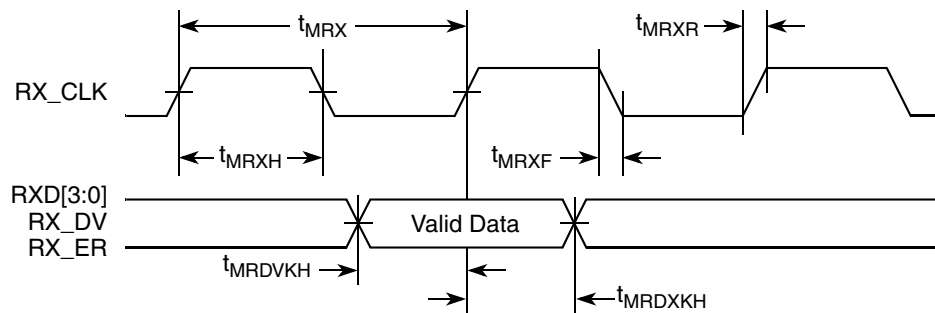 tMRX
tMRXR
RX_CLK
tMRXH
tMRXF
RXD[3:0]
RX_DV
Valid Data
RX_ER
tMRDVKH
tMRDXKH